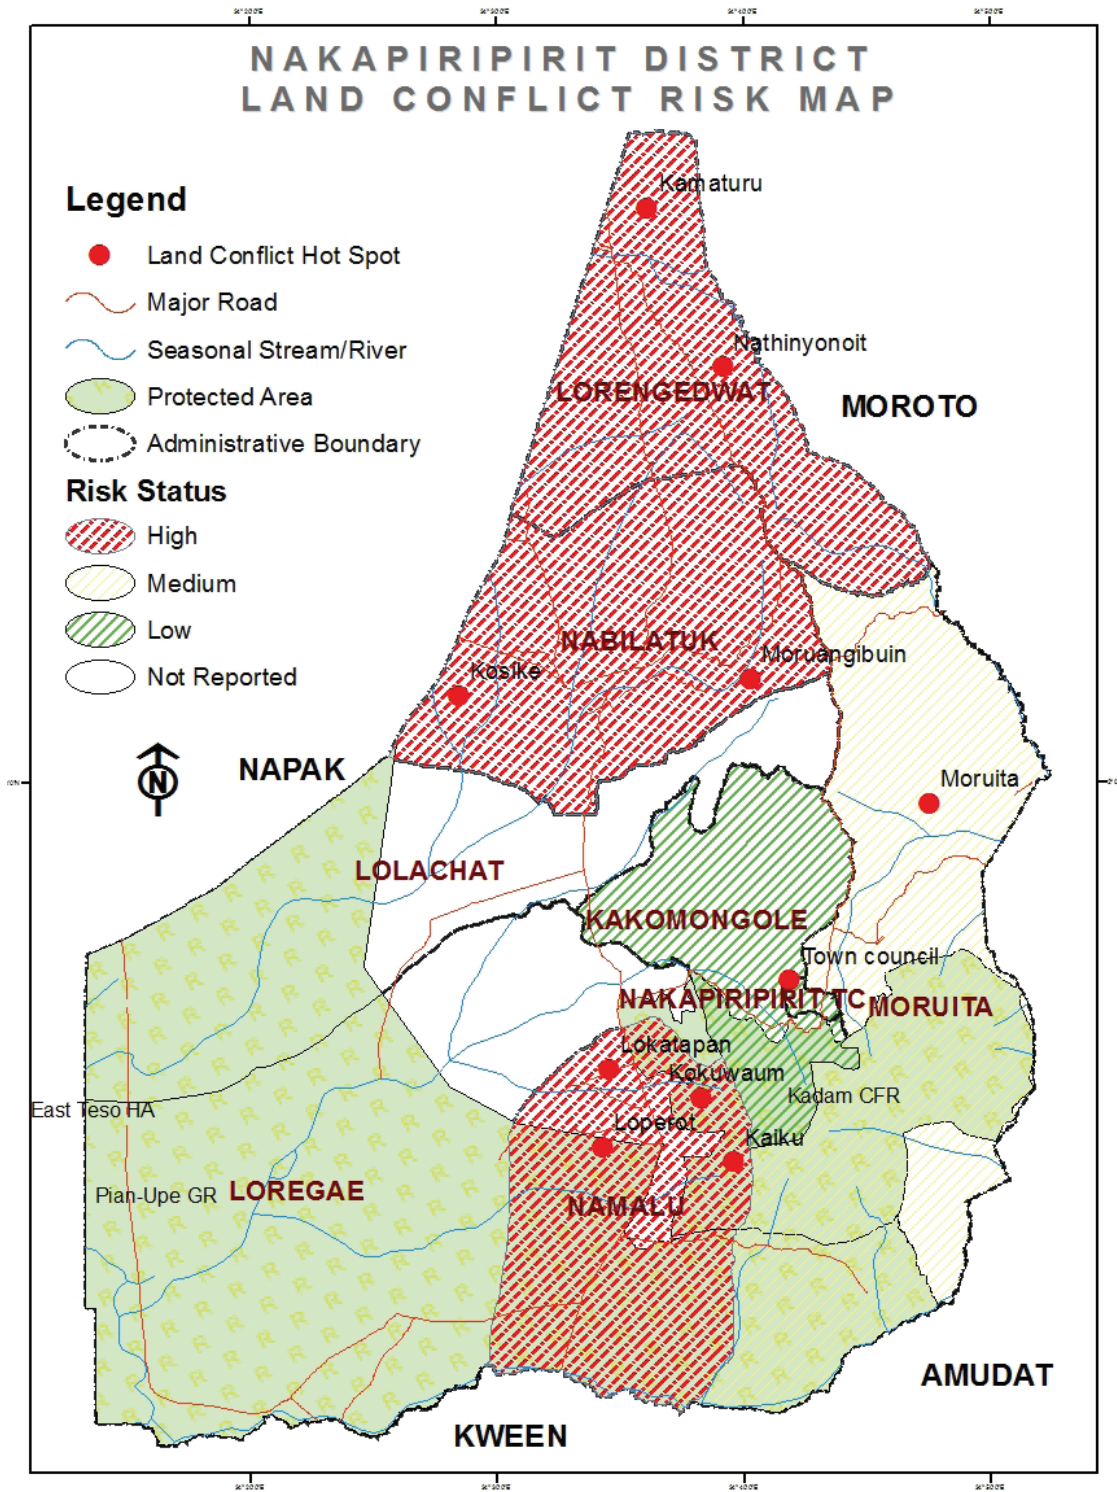 NAKAPIRIPIRIT DISTRICT
LAND CONFLICT RISK MAP
Legend
Land Conflict Hot Spot
Major Road
Seasonal Stream/River
Protected Area
Administrative Boundary
Risk Status
High
Medium
Low
Not Reported
N
Kamaturu
Nathinyonoit
LORENGEDWAT
MOROTO
NABILATUK
Moruangibuin
Kosike
NAPAK
Moruita
LOLACHAT
KAKOMONGOLE
Town council
NAKAPIRIPIRIT TC
MORUITA
Lokatapan
Kokuwaum
Kadam CFR
East Teso HA
Loperot
Kaiku
Pian-Upe GR
LOREGAE
NAMALU
AMUDAT
KWEEN